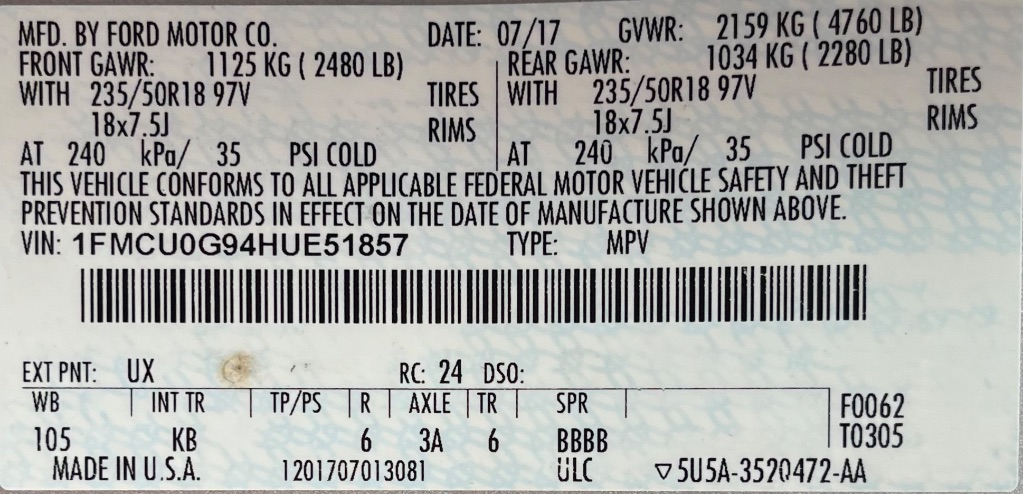 MFD. BY FORD MOTOR CO. DATE: 07/17 GVWR: 2159 KG ( 4760 LB)
FRONT GAWR: 1125 KG ( 2480 LB) REAR GAWR: 1034 KG ( 2280 LB)
WITH 235/50R18 97V TIRES WITH 235/50R18 97V TIRES
18x7.5J RIMS 18x7.5J RIMS
AT 240 kPa/ 35 PSI COLD AT 240 kPa/ 35 PSI COLD
THIS VEHICLE CONFORMS TO ALL APPLICABLE FEDERAL MOTOR VEHICLE SAFETY AND THEFT
PREVENTION STANDARDS IN EFFECT ON THE DATE OF MANUFACTURE SHOWN ABOVE.
VIN: 1FMCU0G94HUE51857 TYPE: MPV
EXT PNT: UX RC: 24 DSO:
WB INT TR TP/PS R AXLE TR SPR F0062
105 KB 6 3A 6 BBBB T0305
MADE IN U.S.A. 1201707013081 ULC ▽5U5A-3520472-AA